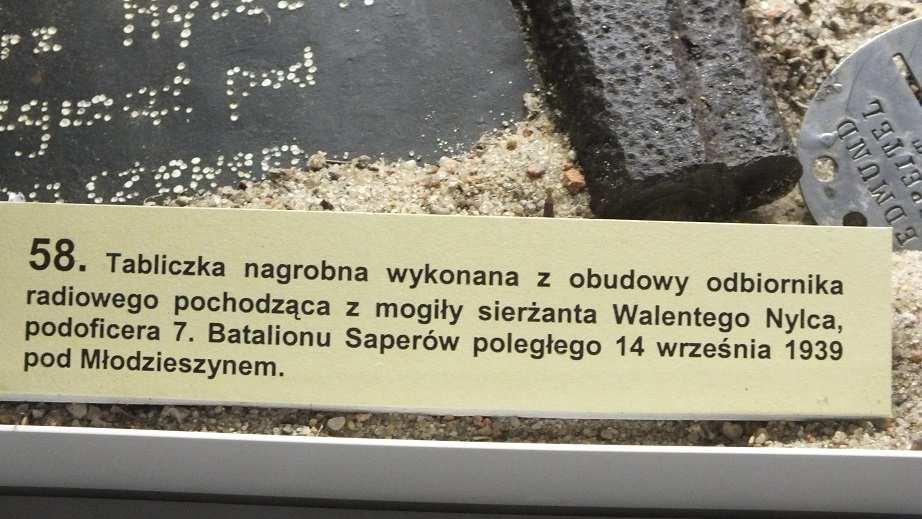 58. Tabliczka nagrobna wykonana z obudowy odbiornika
radiowego pochodząca z mogiły sierżanta Walentego Nylca,
podoficera 7. Batalionu Saperów poległego 14 września 1939
pod Młodzieszynem.
EDMUND